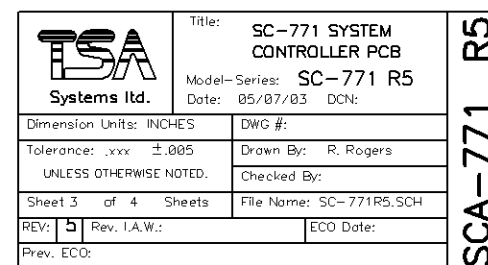 TSA
Systems ltd.
Title:
SC-771 SYSTEM
CONTROLLER PCB
Model-Series: SC-771 R5
Date: 05/07/03 DCN:
Dimension Units: INCHES
DWG #:
Tolerance: .xxx ±.005
UNLESS OTHERWISE NOTED.
Drawn By: R. Rogers
Checked By:
Sheet 3 of 4 Sheets
File Name: SC-771R5.SCH
REV: 5 Rev. I.A.W.:
ECO Date:
Prev. ECO:
SCA-771 R5